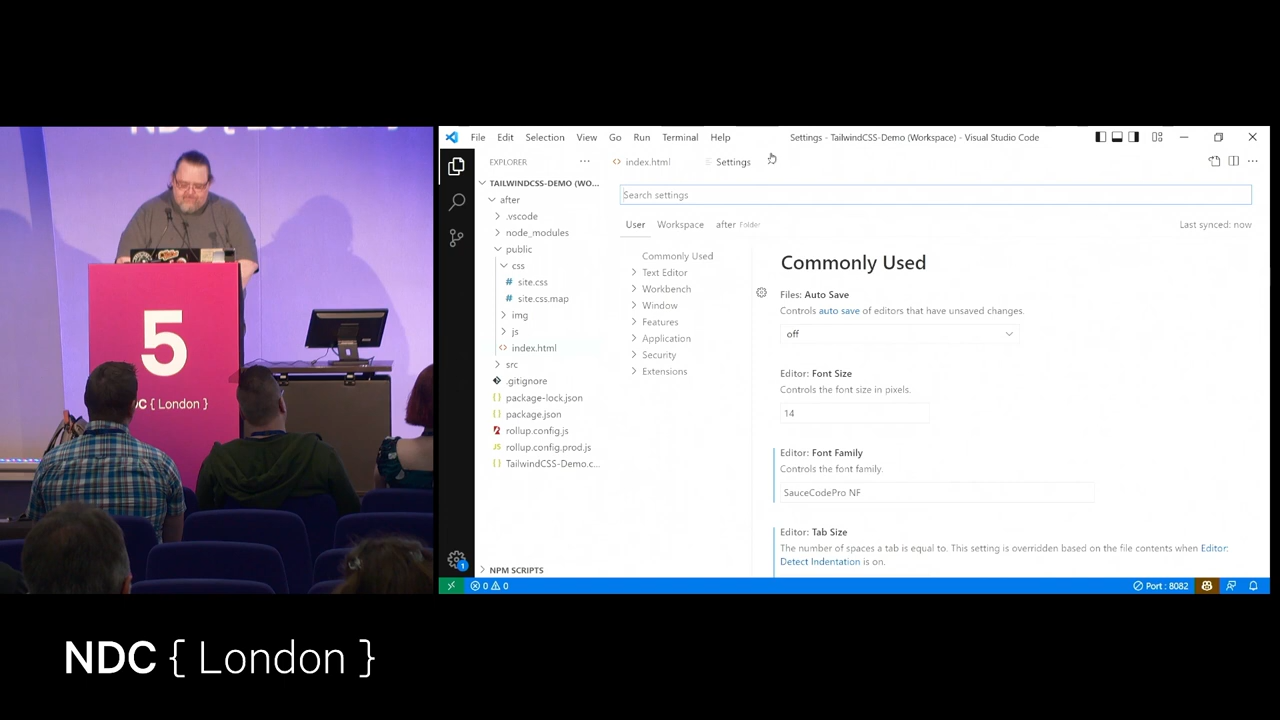 NDC { London }
5
DC { London }
File Edit Selection View Go Run Terminal Help
Settings - TailwindCSS-Demo (Workspace) - Visual Studio Code
EXPLORER ...
index.html
Settings
TAILWINDCSS-DEMO (WO...
after
.vscode
node_modules
public
css
site.css
site.css.map
img
js
index.html
src
.gitignore
package-lock.json
package.json
rollup.config.js
JS rollup.config.prod.js
TailwindCSS-Demo.c...
NPM SCRIPTS
Search settings
User Workspace after Folder
Last synced: now
Commonly Used
Text Editor
Workbench
Window
Features
Application
Security
Extensions
Commonly Used
Files: Auto Save
Controls auto save of editors that have unsaved changes.
off
Editor: Font Size
Controls the font size in pixels.
14
Editor: Font Family
Controls the font family.
SauceCodePro NF
Editor: Tab Size
The number of spaces a tab is equal to. This setting is overridden based on the file contents when Editor:
Detect Indentation is on.
1
0 0
Port : 8082
NDC { London }